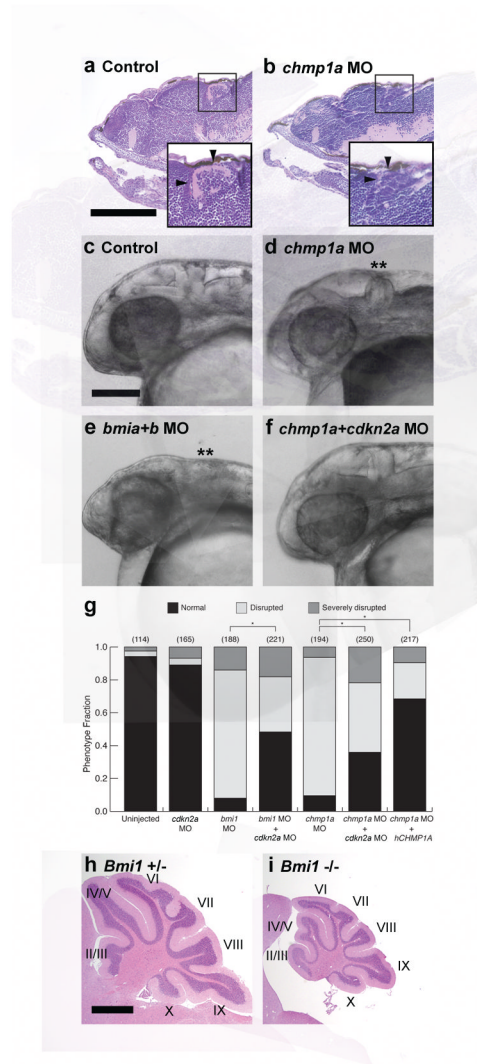 a Control
b chmp1a MO
c Control
d chmp1a MO
**
e bmia+b MO
**
f chmp1a+cdkn2a MO
g
Normal
Disrupted
Severely disrupted
*
*
*
(114)
(165)
(188)
(221)
(194)
(250)
(217)
1.0
0.8
0.6
0.4
0.2
0.0
Phenotype Fraction
Uninjected
cdkn2a
MO
bmi1
MO
bmi1 MO
+
cdkn2a MO
chmp1a
MO
chmp1a MO
+
cdkn2a MO
chmp1a MO
+
hCHMP1A
h Bmi1 +/-
II/III
IV/V
VI
VII
VIII
IX
X
i Bmi1 -/-
II/III
IV/V
VI
VII
VIII
IX
X